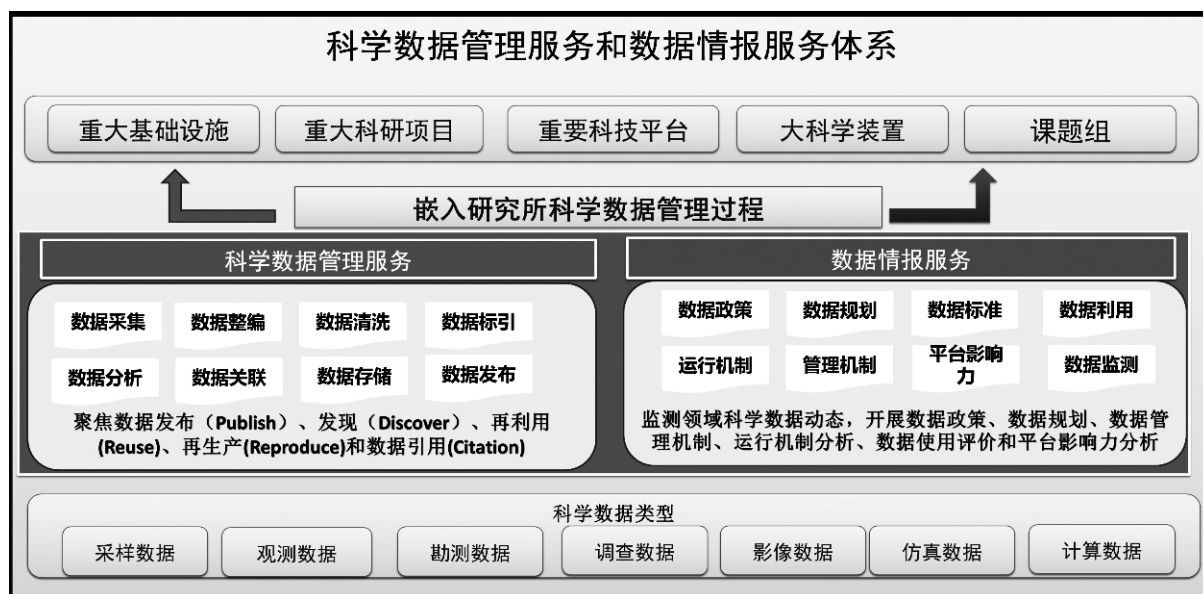 科学数据管理服务和数据情报服务体系
重大基础设施 重大科研项目 重要科技平台 大科学装置 课题组
嵌入研究所科学数据管理过程
科学数据管理服务
数据采集 数据整编 数据清洗 数据标引
数据分析 数据关联 数据存储 数据发布
聚焦数据发布（Publish）、发现（Discover）、再利用
(Reuse)、再生产(Reproduce)和数据引用(Citation)
数据情报服务
数据政策 数据规划 数据标准 数据利用
运行机制 管理机制 平台影响 数据监测
力
监测领域科学数据动态，开展数据政策、数据规划、数据管
理机制、运行机制分析、数据使用评价和平台影响力分析
科学数据类型
采样数据 观测数据 勘测数据 调查数据 影像数据 仿真数据 计算数据